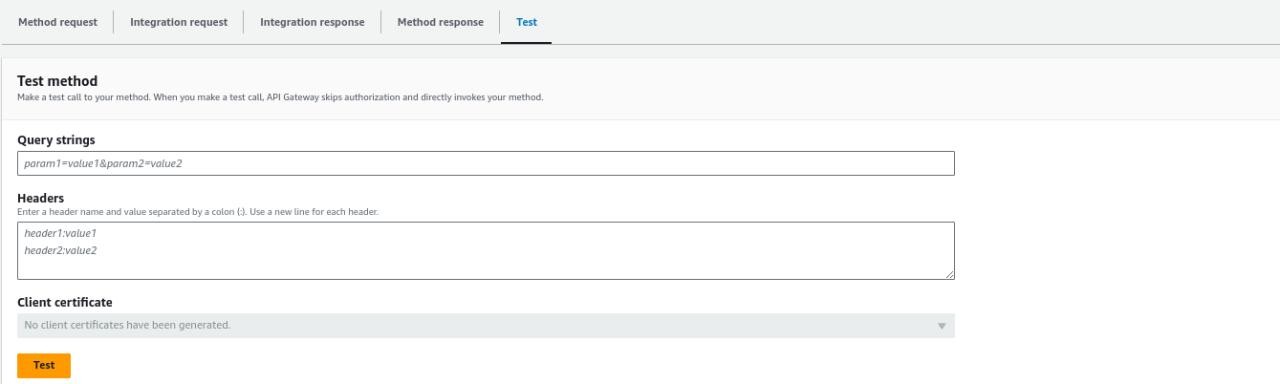 Method request
Integration request
Integration response
Method response
Test
Test method
Make a test call to your method. When you make a test call, API Gateway skips authorization and directly invokes your method.
Query strings
param1=value1&param2=value2
Headers
Enter a header name and value separated by a colon (:). Use a new line for each header.
header1:value1
header2:value2
Client certificate
No client certificates have been generated.
Test